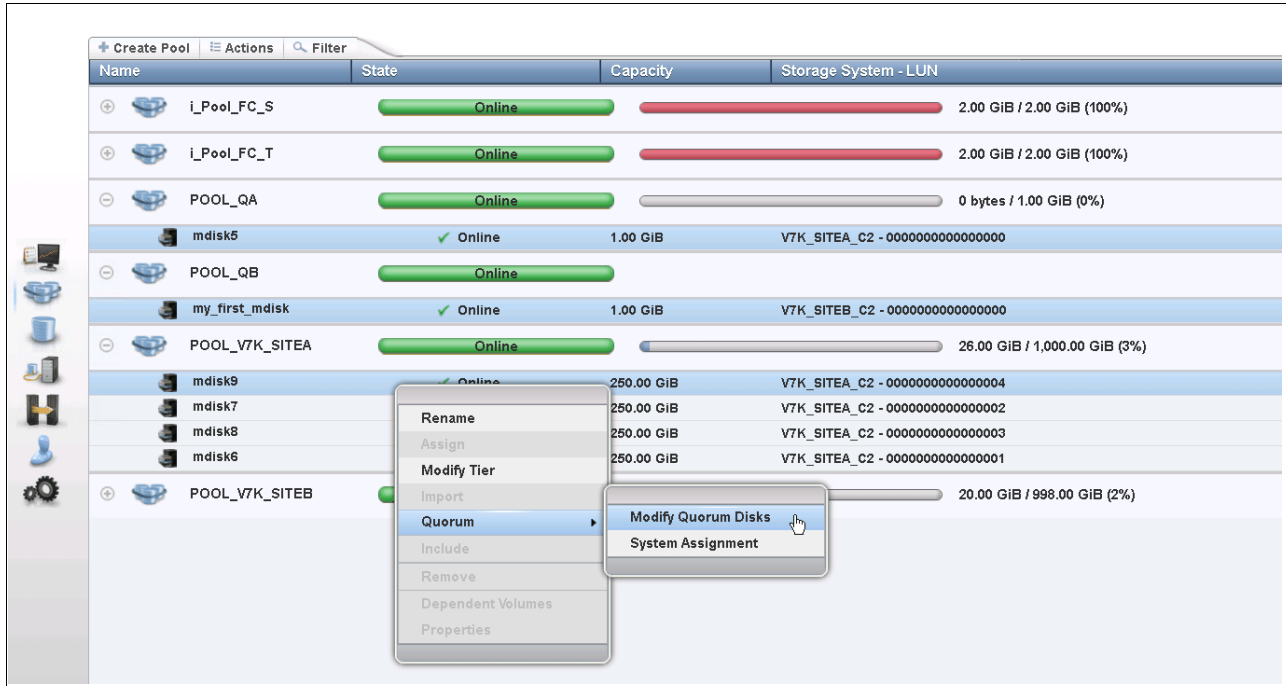 Create Pool Actions Filter
Name State Capacity Storage System - LUN
i_Pool_FC_S Online 2.00 GiB / 2.00 GiB (100%)
i_Pool_FC_T Online 2.00 GiB / 2.00 GiB (100%)
POOL_QA Online 0 bytes / 1.00 GiB (0%)
mdisk5 Online 1.00 GiB V7K_SITEA_C2 - 0000000000000000
POOL_QB Online
my_first_mdisk Online 1.00 GiB V7K_SITEB_C2 - 0000000000000000
POOL_V7K_SITEA Online 26.00 GiB / 1,000.00 GiB (3%)
mdisk9 Online 250.00 GiB V7K_SITEA_C2 - 0000000000000004
mdisk7 250.00 GiB V7K_SITEA_C2 - 0000000000000002
mdisk8 250.00 GiB V7K_SITEA_C2 - 0000000000000003
mdisk6 250.00 GiB V7K_SITEA_C2 - 0000000000000001
POOL_V7K_SITEB 20.00 GiB / 998.00 GiB (2%)
Rename
Assign
Modify Tier
Import
Quorum
Include
Remove
Dependent Volumes
Properties
Modify Quorum Disks
System Assignment